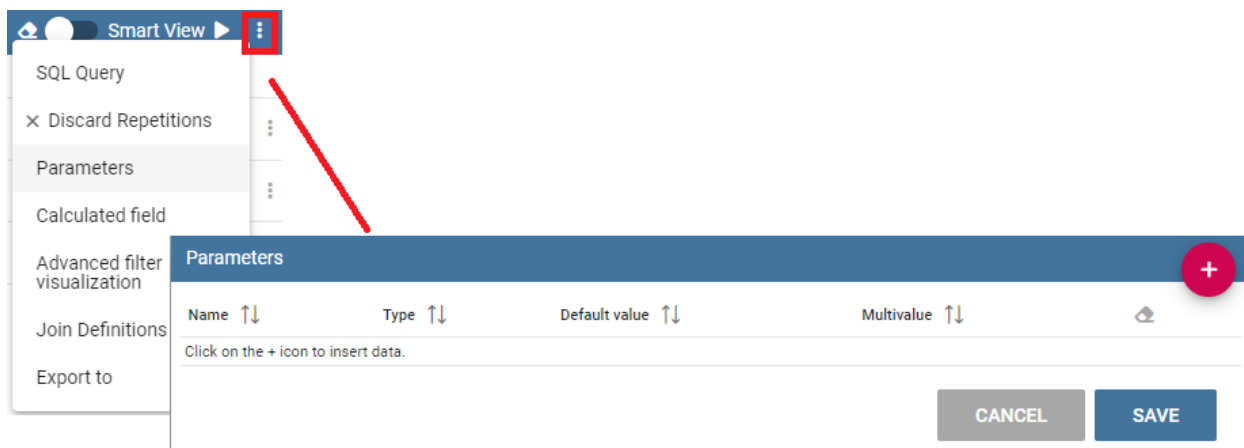 Smart View
SQL Query
× Discard Repetitions
Parameters
Calculated field
Advanced filter
visualization
Join Definitions
Export to
Parameters
+
Name ↑↓ Type ↑↓ Default value ↑↓ Multivalue ↑↓
Click on the + icon to insert data.
CANCEL SAVE